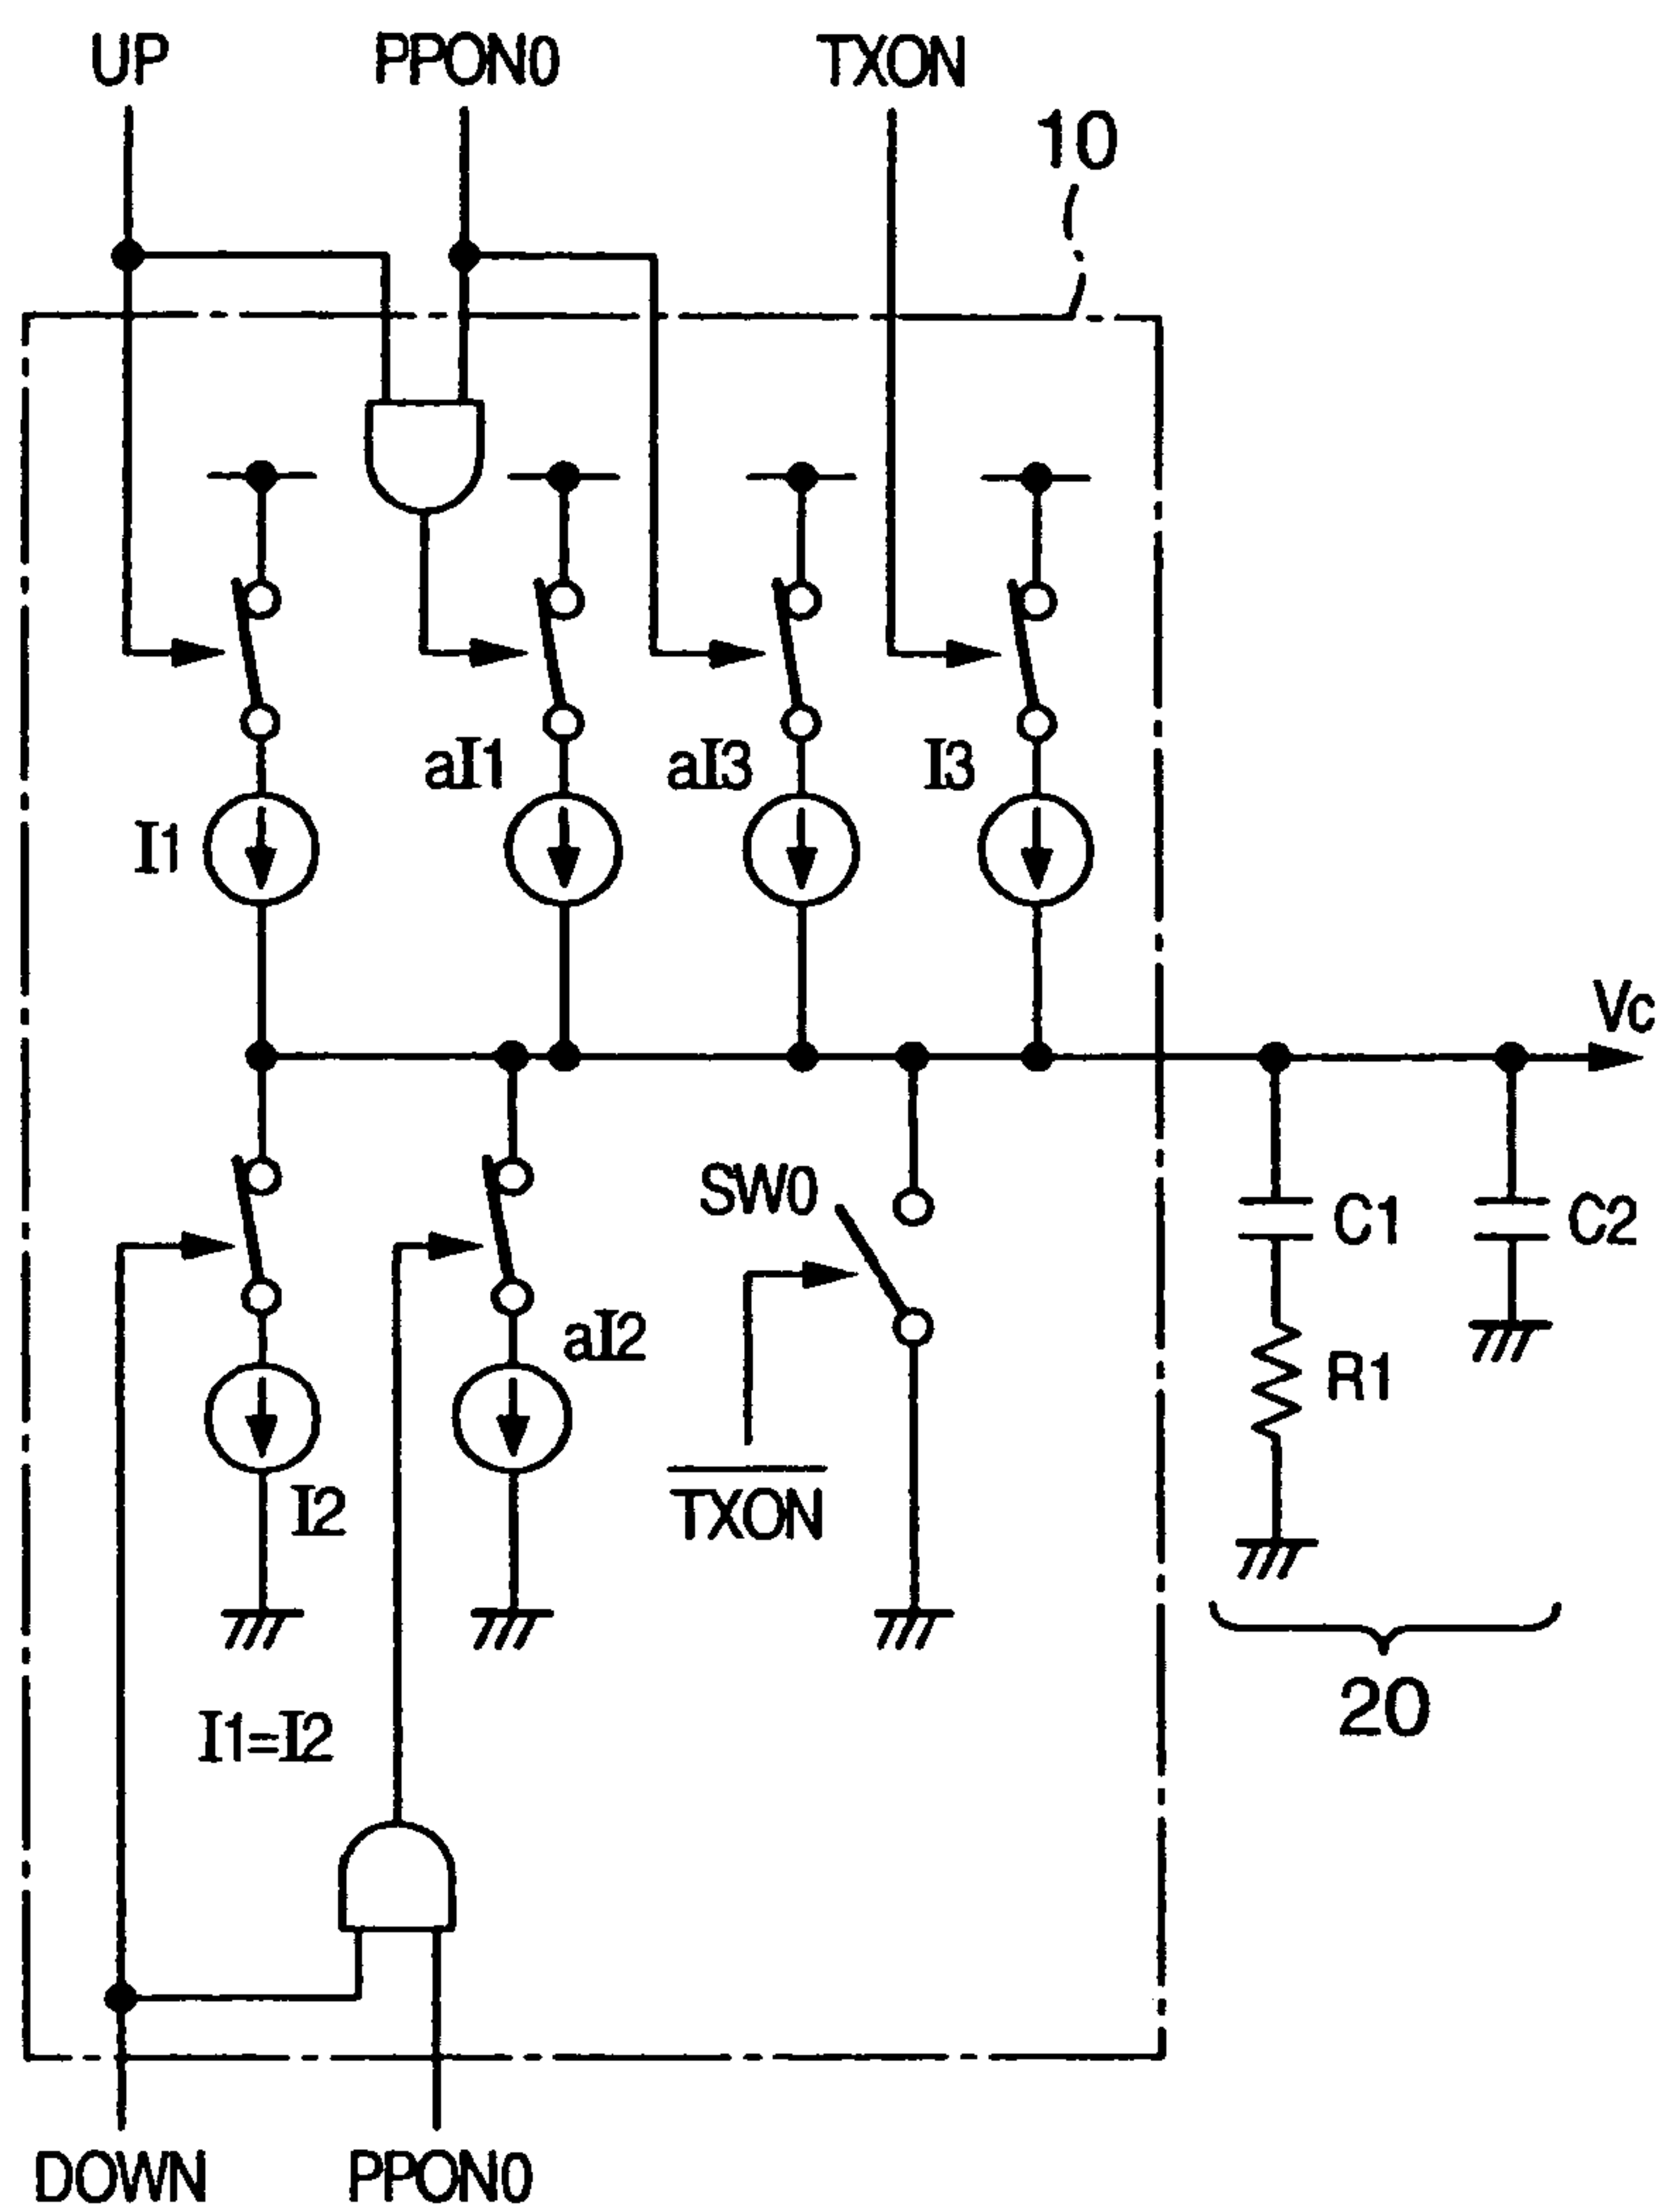 UP
PPON0
TXON
10
aI1
aI3
I3
I1
Vc
SW0
C1
C2
aI2
R1
I2
TXON
20
I1=I2
DOWN
PPON0